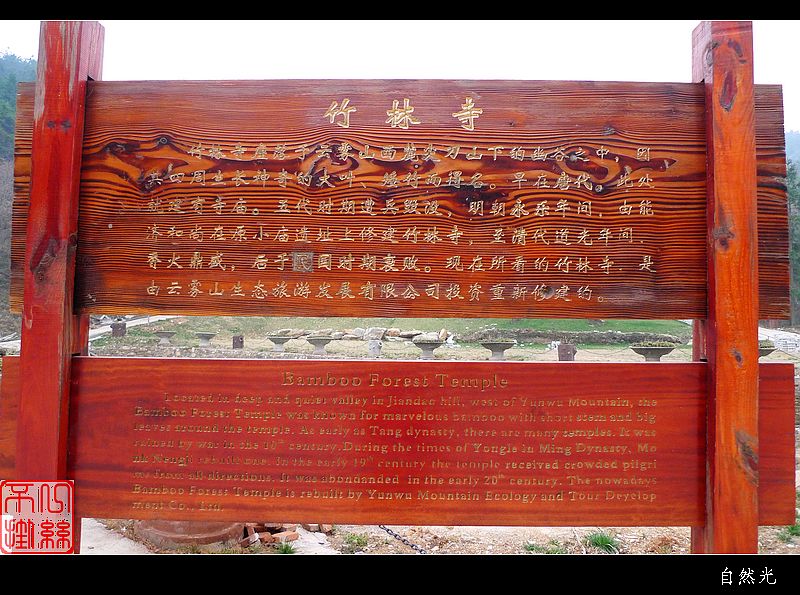 竹林寺
竹林寺座落于云雾山西麓尖刀山下的幽谷之中，因
其四周生长神奇的大叶、矮竹而得名。早在唐代。此处
就建有寺庙。五代时期遭兵毁没，明朝永乐年间，由能
济和尚在原小庙遗址上修建竹林寺，至清代道光年间．
香火鼎盛，后于民国时期衰败。现在所看的竹林寺．是
由云雾山生态旅游发展有限公司投资重新修建的。
Bamboo Forest Temple
Located in deep and quiet valley in Jiandao hill, west of Yunwu Mountain, the
Bamboo Forest Temple was known for marvelous bamboo with short stem and big
leaves around the temple. As early as Tang dynasty, there are many temples. It was
ruined by war in the 10th century.During the times of Yongle in Ming Dynasty, Mo
nk Nengji one. In the early 19th century the temple received crowded pilgri
ms from all directions. It was abondanded in the early 20th century. The nowadays
Bamboo Forest Temple is rebuilt by Yunwu Mountain Ecology and Tour Develop
ment Co., Ltd.
自然光